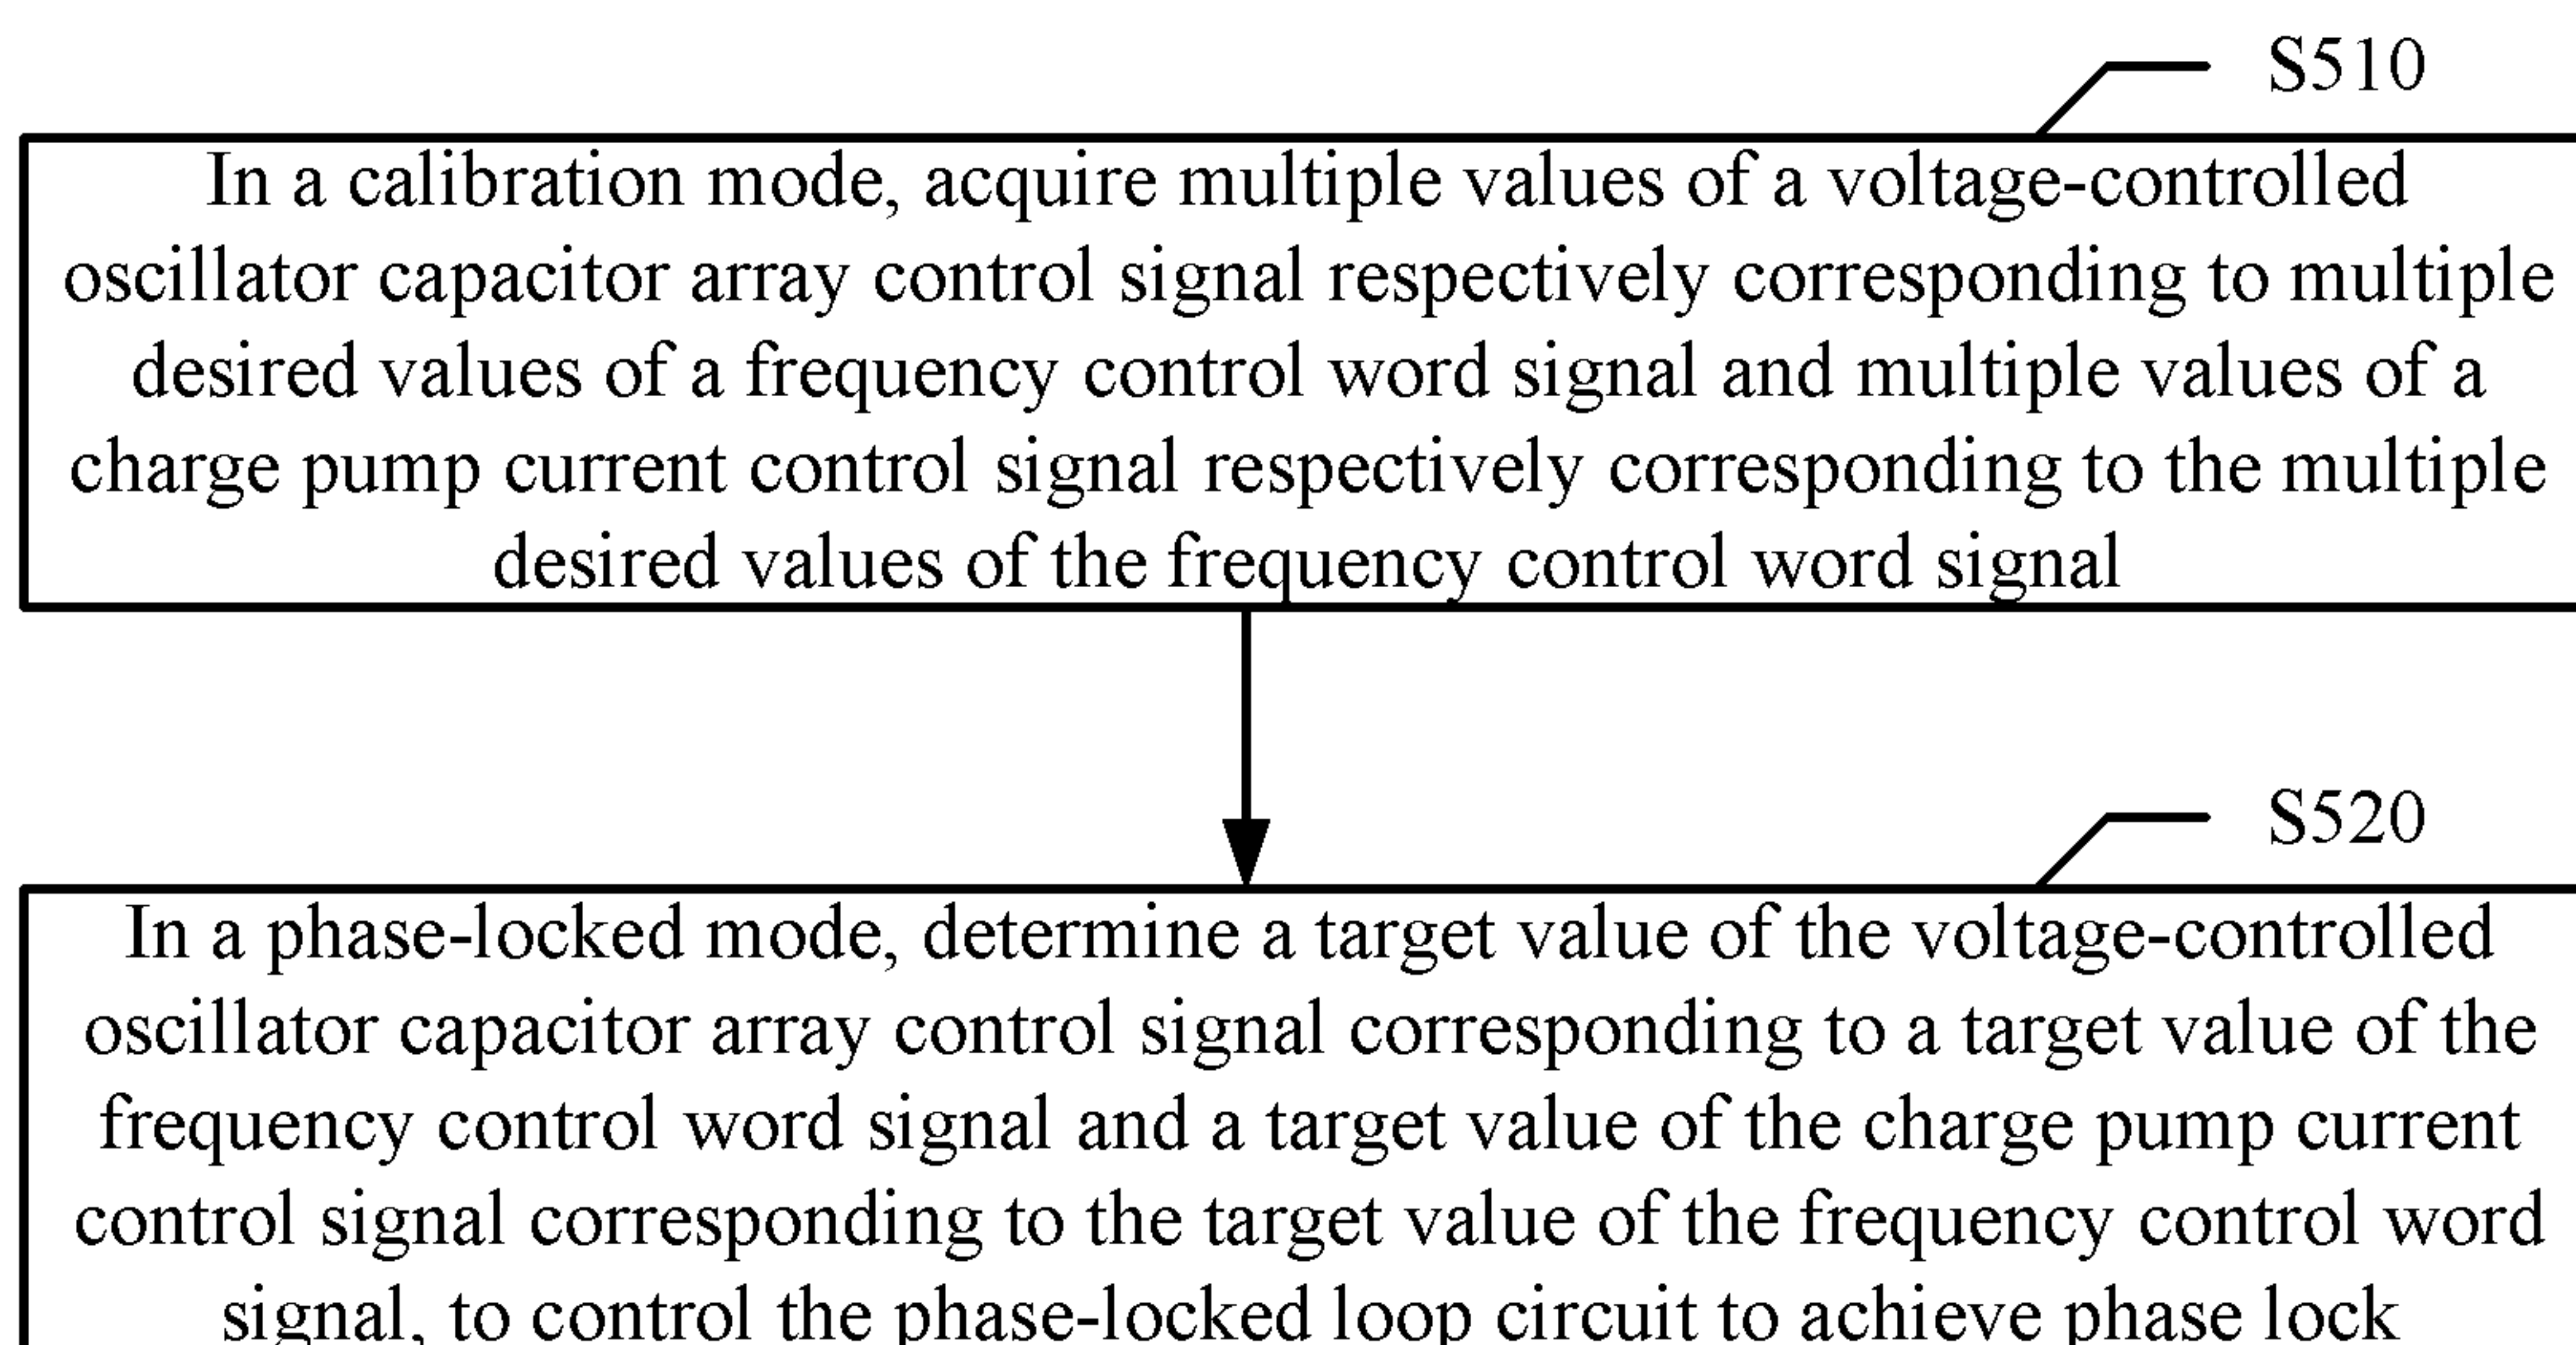 S510
In a calibration mode, acquire multiple values of a voltage-controlled
oscillator capacitor array control signal respectively corresponding to multiple
desired values of a frequency control word signal and multiple values of a
charge pump current control signal respectively corresponding to the multiple
desired values of the frequency control word signal
S520
In a phase-locked mode, determine a target value of the voltage-controlled
oscillator capacitor array control signal corresponding to a target value of the
frequency control word signal and a target value of the charge pump current
control signal corresponding to the target value of the frequency control word
signal, to control the phase-locked loop circuit to achieve phase lock